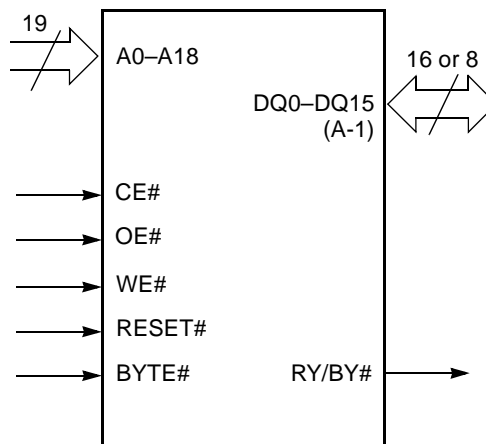 19
A0–A18
16 or 8
DQ0–DQ15
(A-1)
CE#
OE#
WE#
RESET#
BYTE#
RY/BY#